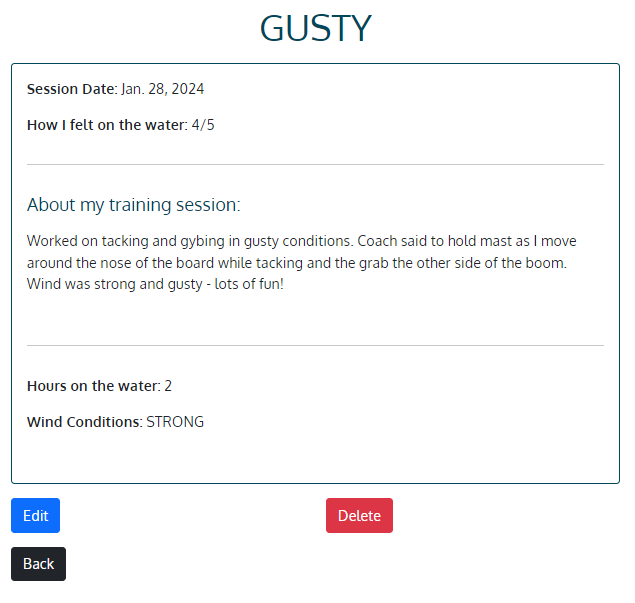 GUSTY
Session Date: Jan. 28, 2024
How I felt on the water: 4/5
About my training session:
Worked on tacking and gybing in gusty conditions. Coach said to hold mast as I move
around the nose of the board while tacking and the grab the other side of the boom.
Wind was strong and gusty - lots of fun!
Hours on the water: 2
Wind Conditions: STRONG
Edit
Delete
Back